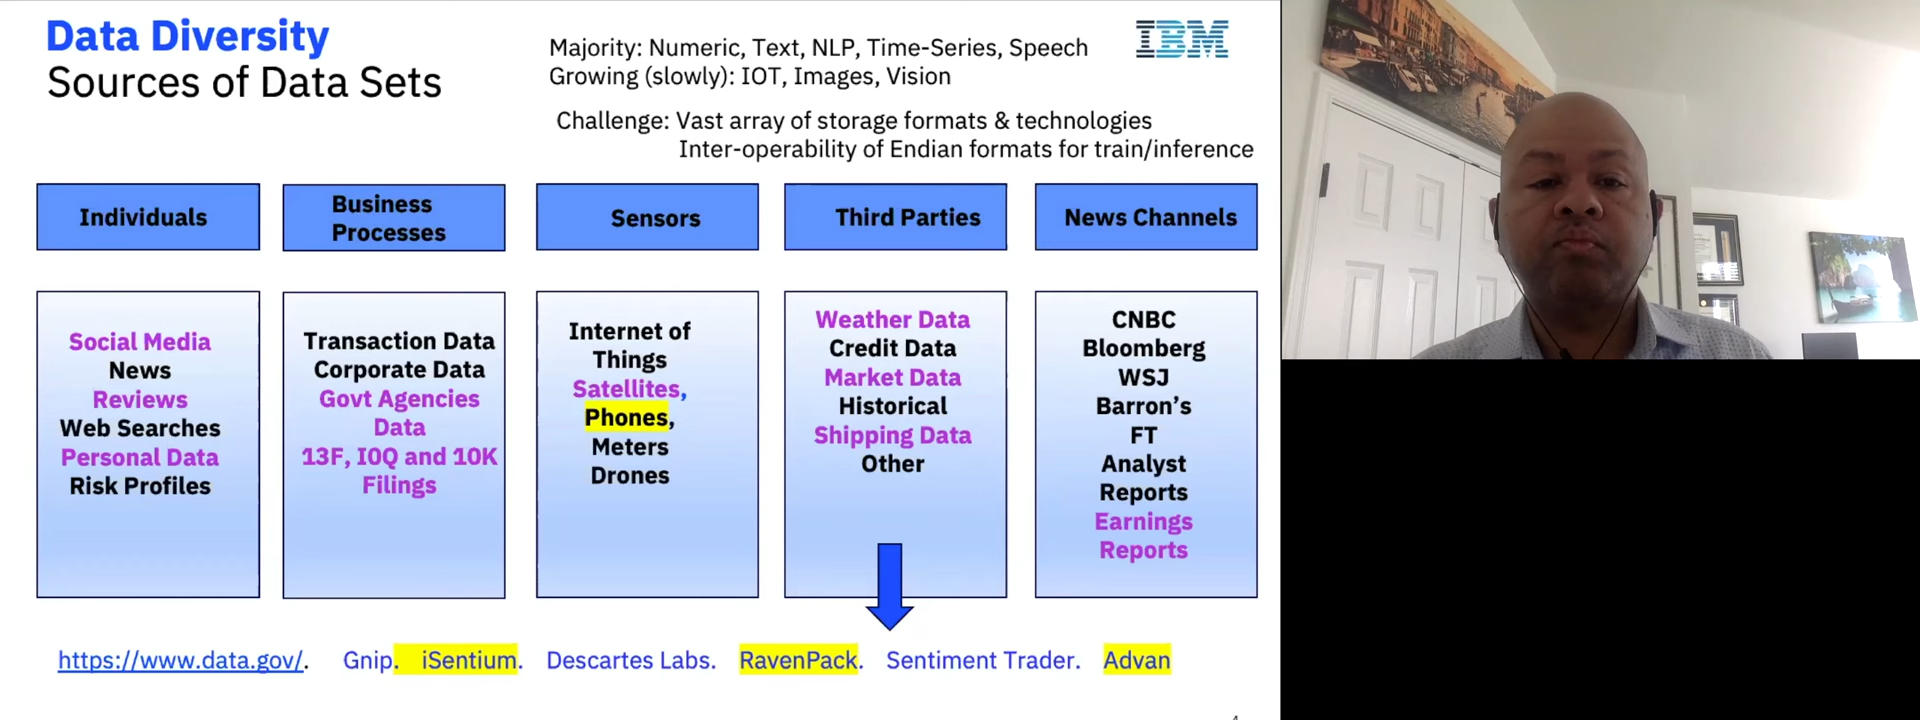 Data Diversity
Sources of Data Sets
Majority: Numeric, Text, NLP, Time-Series, Speech
Growing (slowly): IOT, Images, Vision
IBM
Challenge: Vast array of storage formats & technologies
Inter-operability of Endian formats for train/inference
Individuals
Social Media
News
Reviews
Web Searches
Personal Data
Risk Profiles
Business
Processes
Transaction Data
Corporate Data
Govt Agencies
Data
13F, I0Q and 10K
Filings
Sensors
Internet of
Things
Satellites,
Phones,
Meters
Drones
Third Parties
Weather Data
Credit Data
Market Data
Historical
Shipping Data
Other
News Channels
CNBC
Bloomberg
WSJ
Barron’s
FT
Analyst
Reports
Earnings
Reports
https://www.data.gov/. Gnip. iSentium. Descartes Labs. RavenPack. Sentiment Trader. Advan